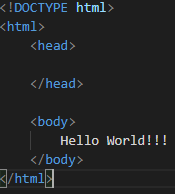 <!DOCTYPE html>
<html>
    <head>

    </head>

    <body>
        Hello World!!!
    </body>
</html>